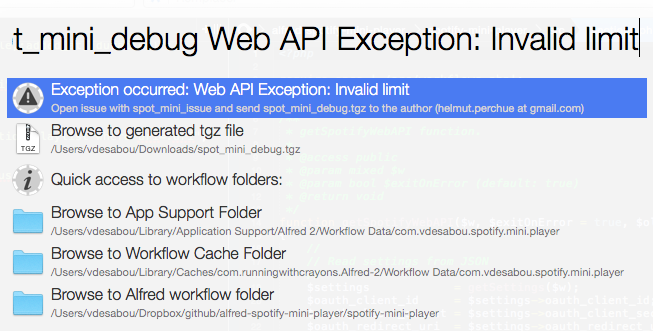 ot_mini_debug Web API Exception: Invalid limit
Exception occurred: Web API Exception: Invalid limit
Open issue with spot_mini_issue and send spot_mini_debug.tgz to the author (helmut.perchue at gmail.com)
TGZ
Browse to generated tgz file
/Users/vdesabou/Downloads/spot_mini_debug.tgz
Quick access to workflow folders:
Browse to App Support Folder
/Users/vdesabou/Library/Application Support/Alfred 2/Workflow Data/com.vdesabou.spotify.mini.player
Browse to Workflow Cache Folder
/Users/vdesabou/Library/Caches/com.runningwithcrayons.Alfred-2/Workflow Data/com.vdesabou.spotify.mini.player
Browse to Alfred workflow folder
/Users/vdesabou/Dropbox/github/alfred-spotify-mini-player/spotify-mini-player